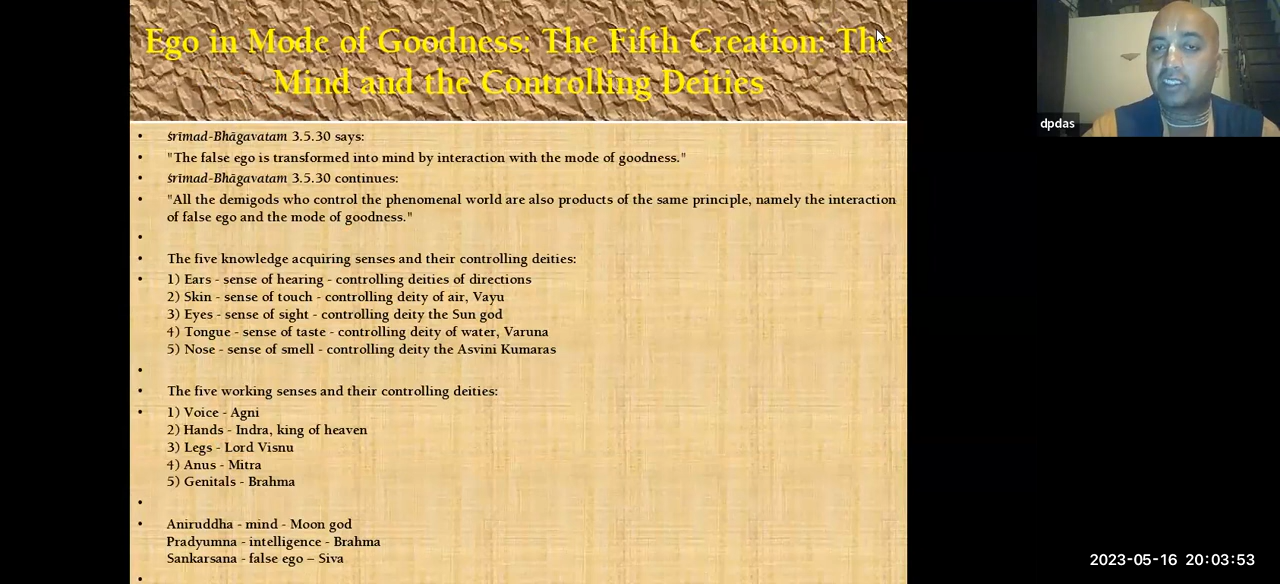 Ego in Mode of Goodness: The Fifth Creation: The
Mind and the Controlling Deities
dpdas
• śrīmad-Bhāgavatam 3.5.30 says:
• "The false ego is transformed into mind by interaction with the mode of goodness."
• śrīmad-Bhāgavatam 3.5.30 continues:
• "All the demigods who control the phenomenal world are also products of the same principle, namely the interaction
of false ego and the mode of goodness."
•
• The five knowledge acquiring senses and their controlling deities:
• 1) Ears - sense of hearing - controlling deities of directions
2) Skin - sense of touch - controlling deity of air, Vayu
3) Eyes - sense of sight - controlling deity the Sun god
4) Tongue - sense of taste - controlling deity of water, Varuna
5) Nose - sense of smell - controlling deity the Asvini Kumaras
•
• The five working senses and their controlling deities:
• 1) Voice - Agni
2) Hands - Indra, king of heaven
3) Legs - Lord Visnu
4) Anus - Mitra
5) Genitals - Brahma
•
• Aniruddha - mind - Moon god
Pradyumna - intelligence - Brahma
Sankarsana - false ego – Siva
•
2023-05-16 20:03:53